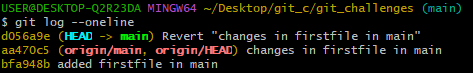 USER@DESKTOP-Q2R23DA MINGW64 ~/Desktop/git_c/git_challenges (main)
$ git log --oneline
d056a9e (HEAD -> main) Revert "changes in firstfile in main"
aa470c5 (origin/main, origin/HEAD) changes in firstfile in main
bfa948b added firstfile in main